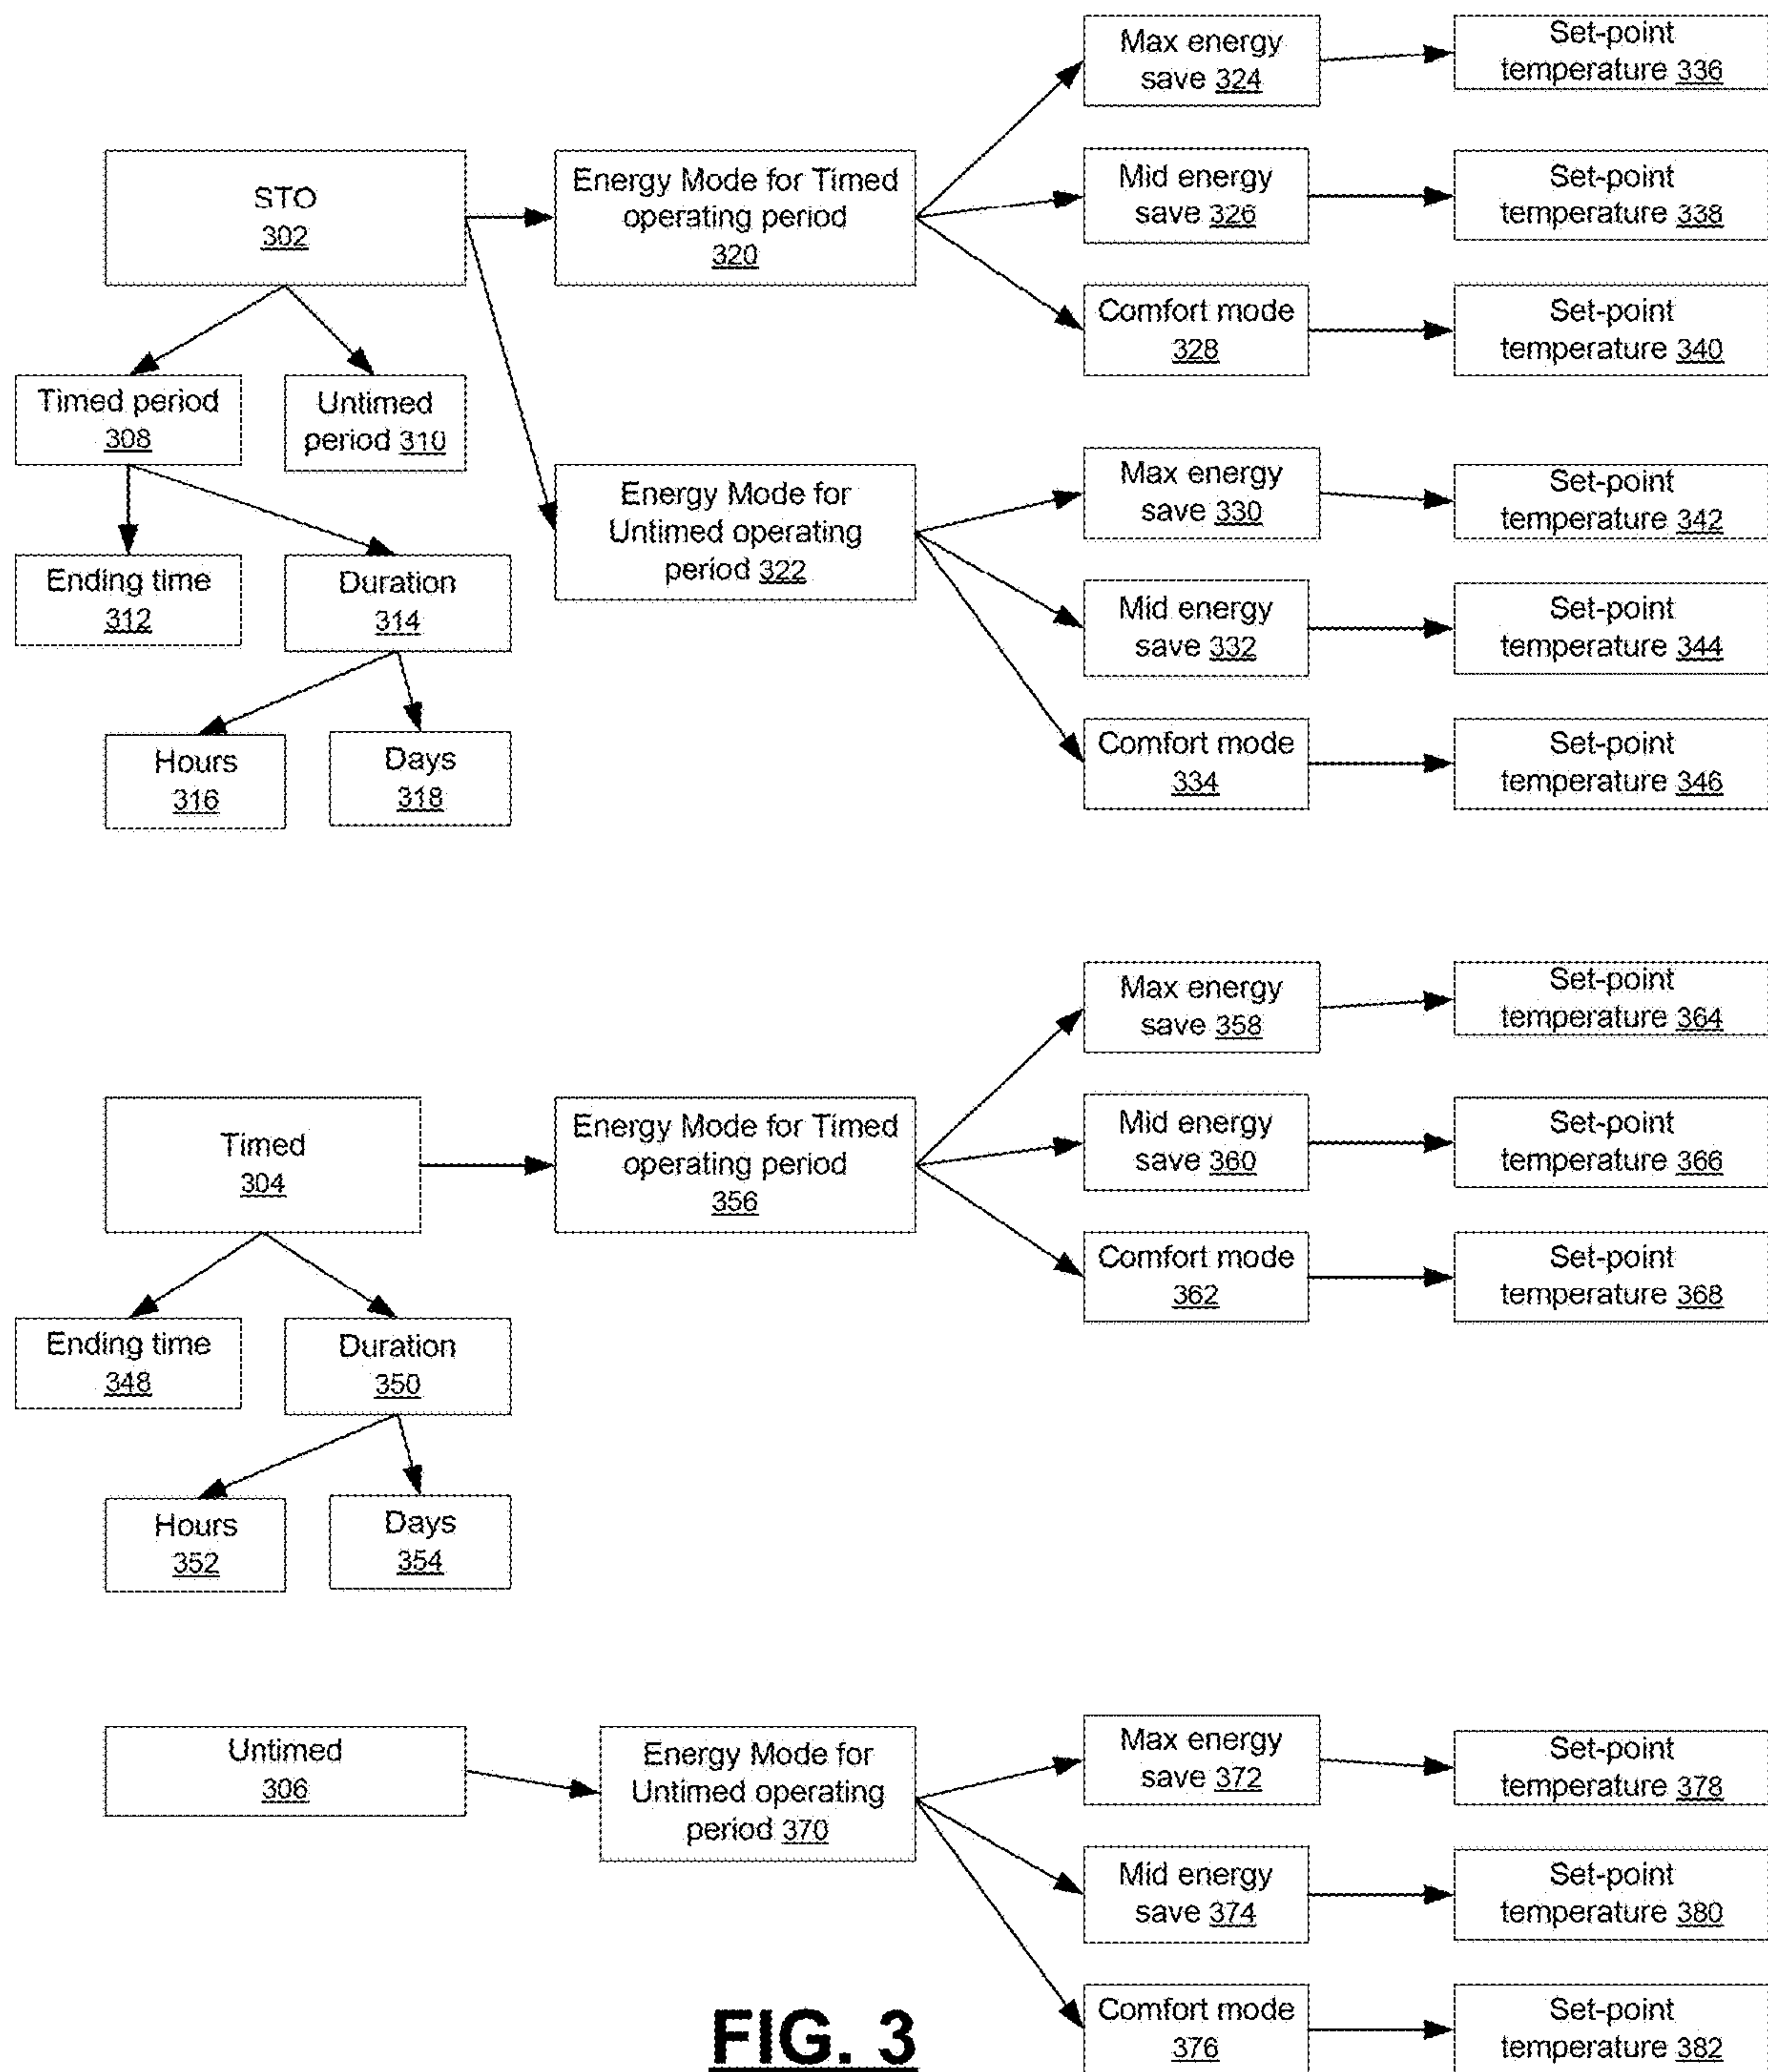 Max energy
save 324
Set-point
temperature 336
STO
302
Energy Mode for Timed
operating period
320
Mid energy
save 326
Set-point
temperature 338
Comfort mode
328
Set-point
temperature 340
Timed period
308
Untimed
period 310
Energy Mode for
Untimed operating
period 322
Max energy
save 330
Set-point
temperature 342
Ending time
312
Duration
314
Mid energy
save 332
Set-point
temperature 344
Hours
316
Days
318
Comfort mode
334
Set-point
temperature 346
Max energy
save 358
Set-point
temperature 364
Timed
304
Energy Mode for Timed
operating period
356
Mid energy
save 360
Set-point
temperature 366
Comfort mode
362
Set-point
temperature 368
Ending time
348
Duration
350
Hours
352
Days
354
Untimed
306
Energy Mode for
Untimed operating
period 370
Max energy
save 372
Set-point
temperature 378
Mid energy
save 374
Set-point
temperature 380
Comfort mode
376
Set-point
temperature 382
FIG. 3